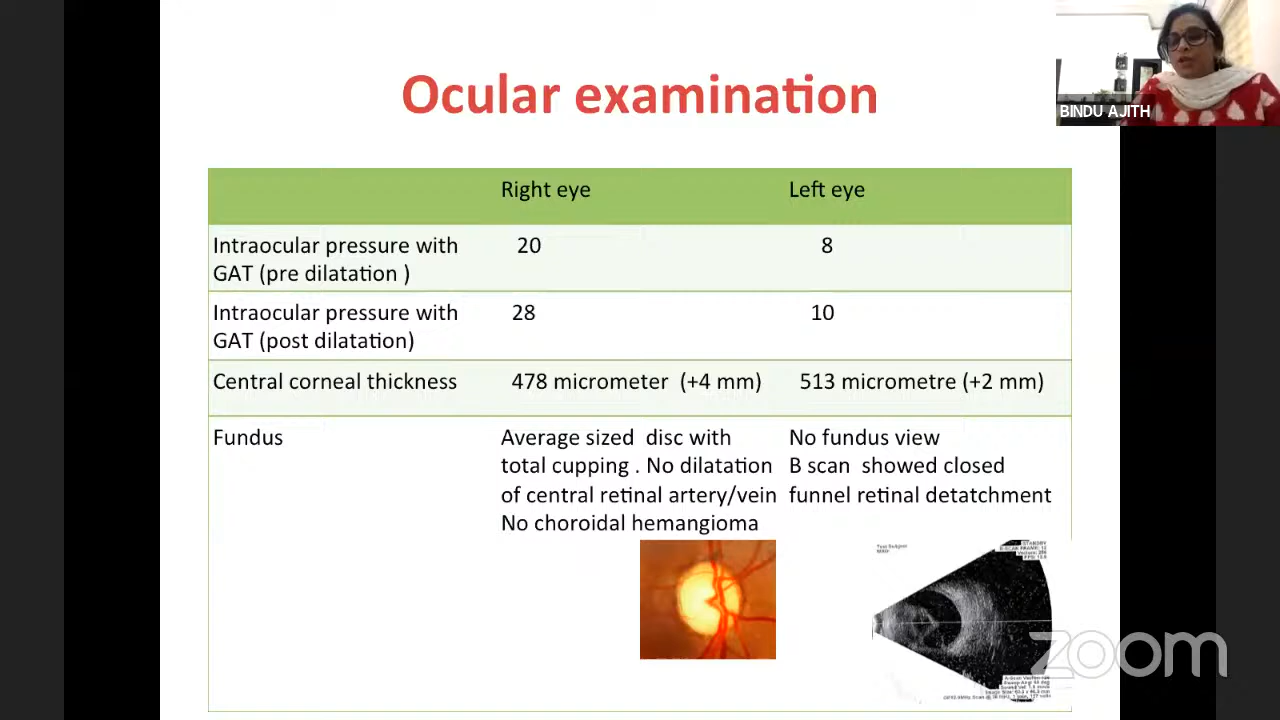 Ocular examination
BINDU AJITH
Right eye
Left eye
Intraocular pressure with
GAT (pre dilatation )
20
8
Intraocular pressure with
GAT (post dilatation)
28
10
Central corneal thickness
478 micrometer (+4 mm)
513 micrometre (+2 mm)
Fundus
Average sized disc with
total cupping . No dilatation
of central retinal artery/vein
No choroidal hemangioma
No fundus view
B scan showed closed
funnel retinal detatchment
STANDBY
zoom